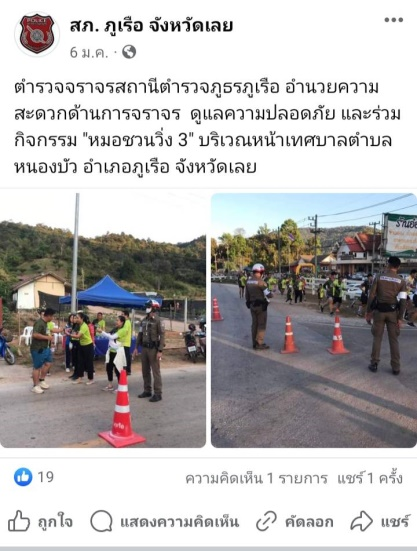 POLICE
สภ. ภูเรือ จังหวัดเลย
6 ม.ค. ·
ตำรวจจราจรสถานีตำรวจภูธรภูเรือ อำนวยความ
สะดวกด้านการจราจร ดูแลความปลอดภัย และร่วม
กิจกรรม "หมอชวนวิ่ง 3" บริเวณหน้าเทศบาลตำบล
หนองบัว อำเภอภูเรือ จังหวัดเลย
19
ความคิดเห็น 1 รายการ แชร์ 1 ครั้ง
ถูกใจ
แสดงความคิดเห็น
คัดลอก
แชร์